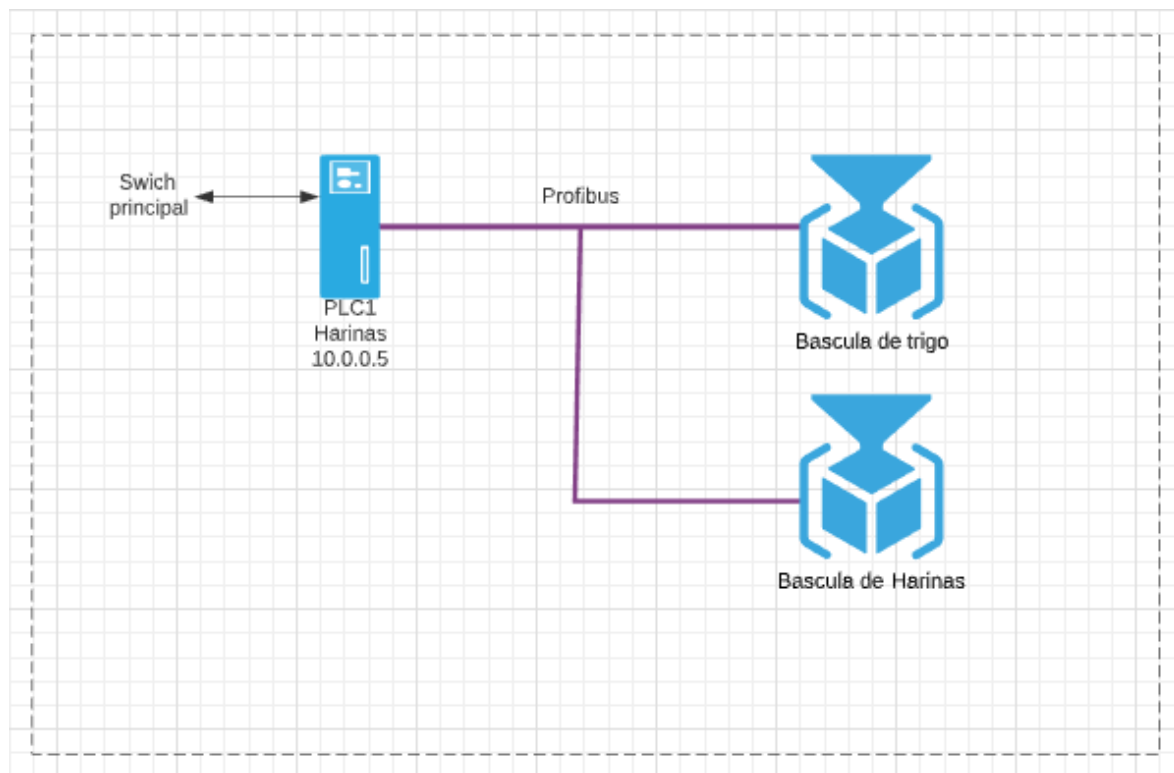 Swich
principal
Profibus
PLC1
Harinas
10.0.0.5
Bascula de trigo
Bascula de Harinas